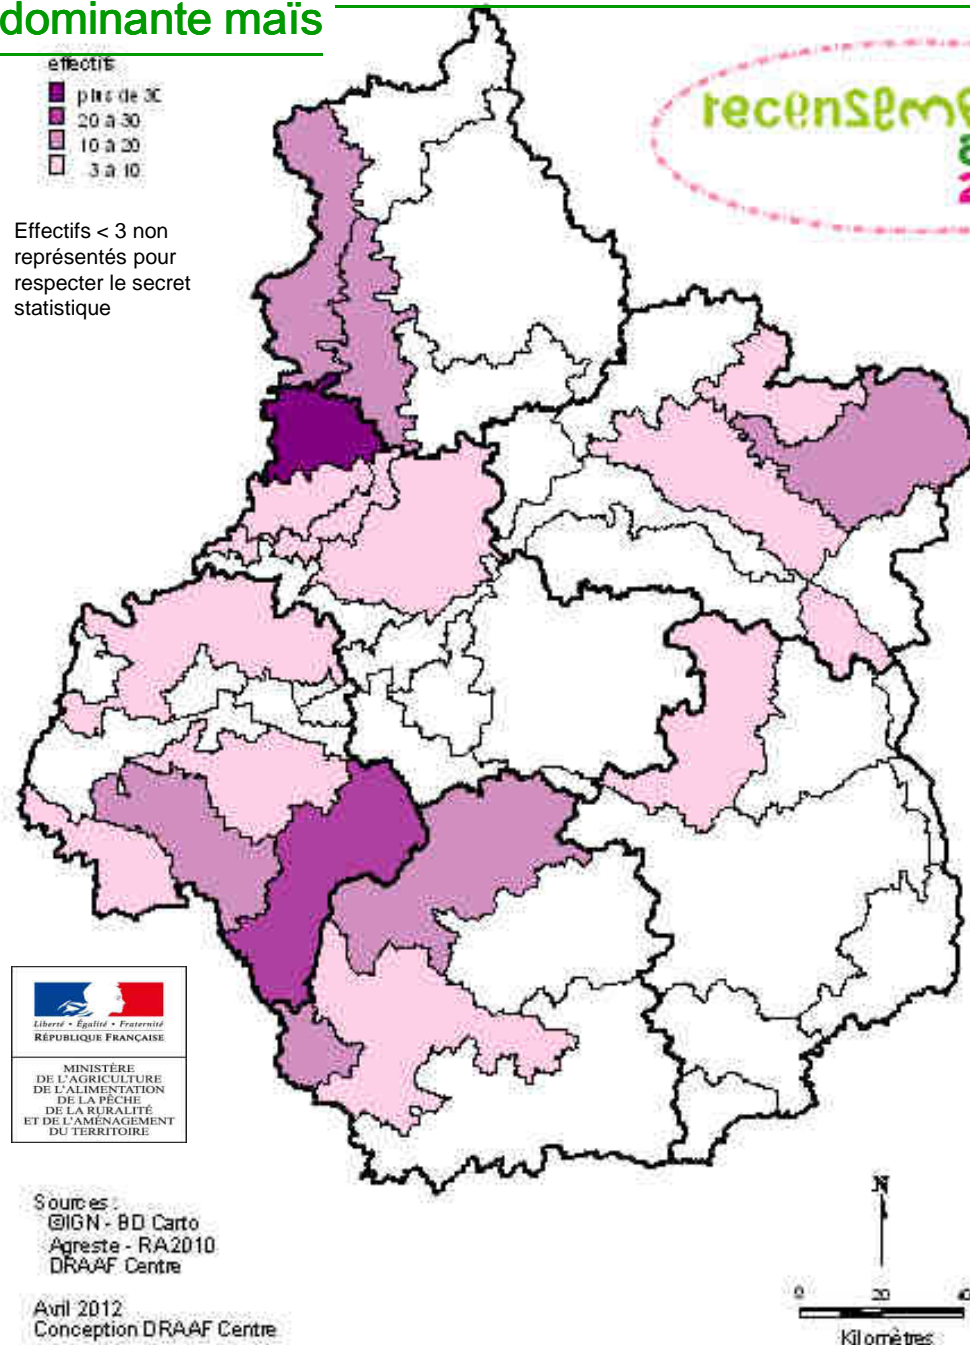 dominante maïs
effectifs
plus de 30
20 à 30
10 à 20
3 à 10
Effectifs < 3 non
représentés pour
respecter le secret
statistique
Liberté • Égalité • Fraternité
RÉPUBLIQUE FRANÇAISE
MINISTÈRE
DE L'AGRICULTURE
DE L'ALIMENTATION
DE LA PÊCHE
DE LA RURALITÉ
ET DE L'AMÉNAGEMENT
DU TERRITOIRE
Sources :
©IGN - BD Carto
Agreste - RA2010
DRAAF Centre
Avril 2012
Conception DRAAF Centre
N
0 20
Kilomètres